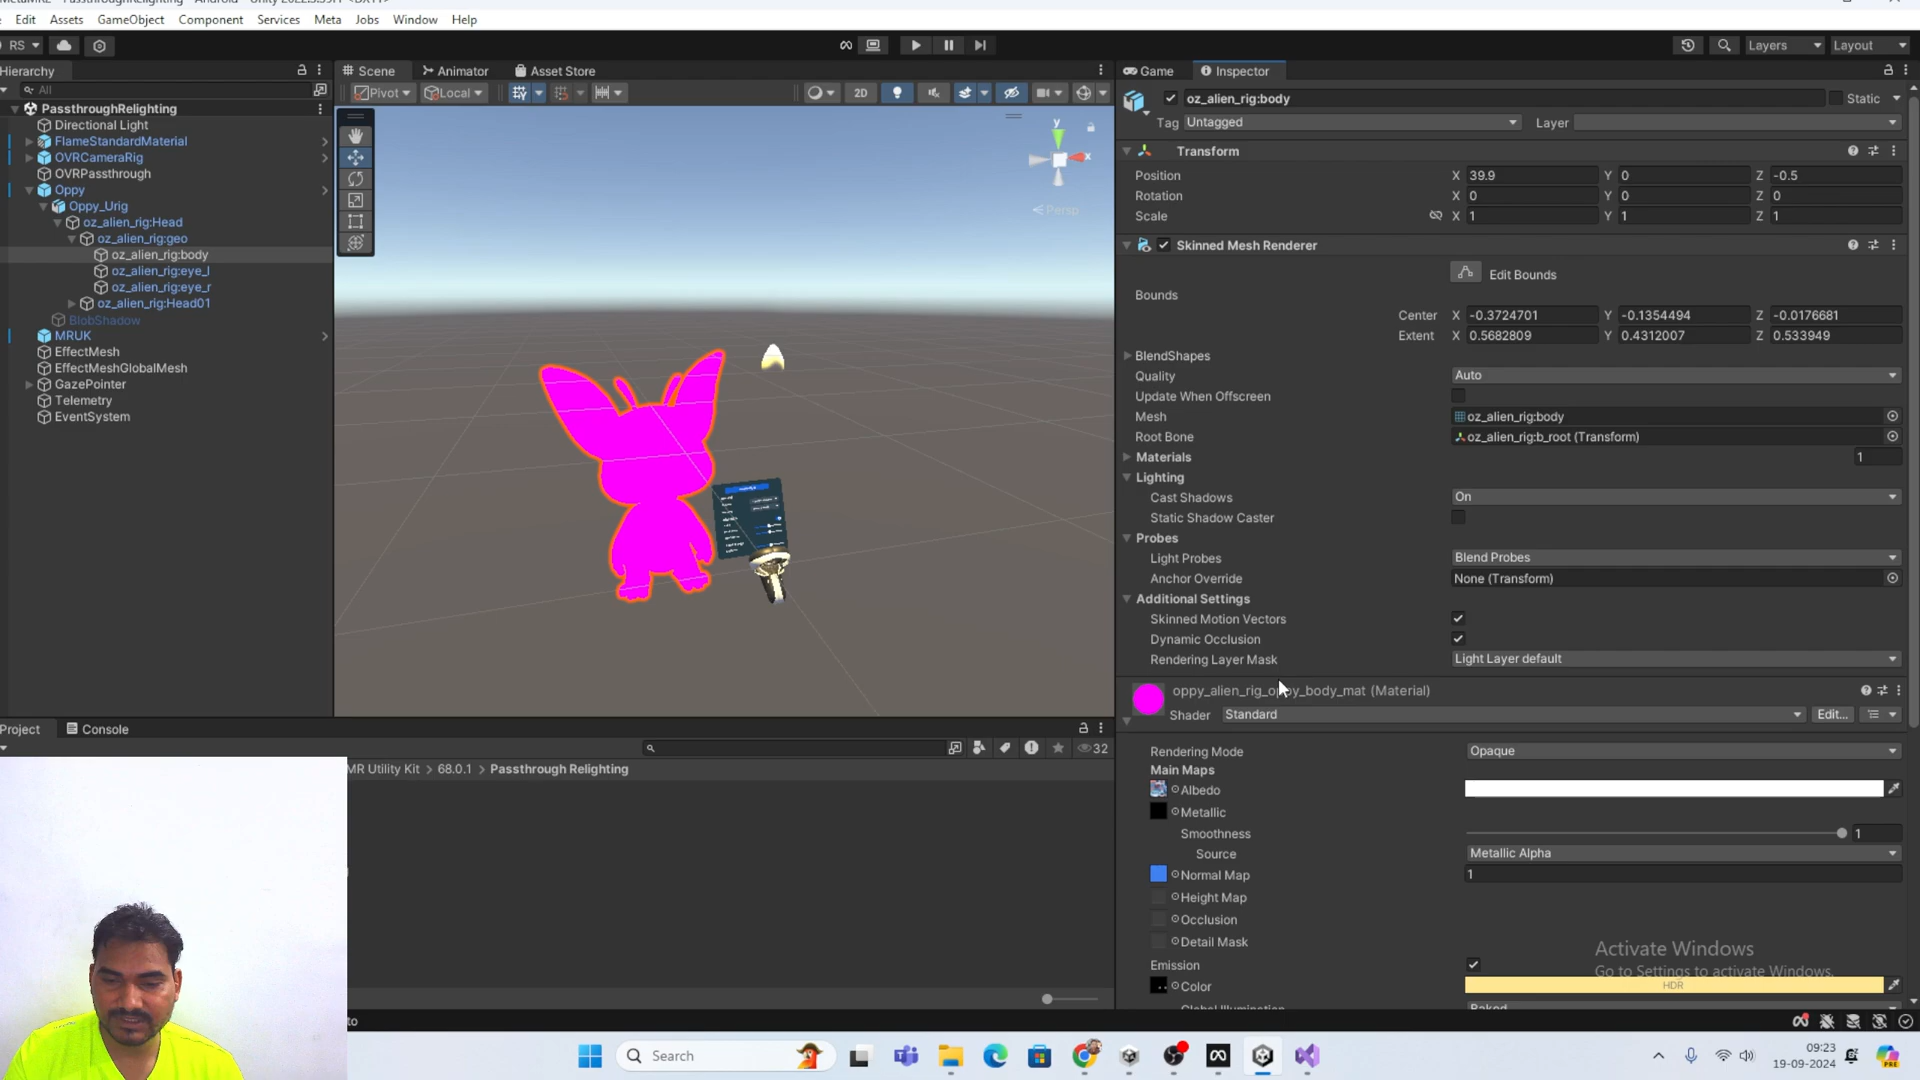 Edit Assets GameObject Component Services Meta Jobs Window Help
RS Layers Layout
Hierarchy
All
PassthroughRelighting
Directional Light
FlameStandardMaterial
OVRCameraRig
OVRPassthrough
Oppy
Oppy_Urig
oz_alien_rig:Head
oz_alien_rig:geo
oz_alien_rig:body
oz_alien_rig:eye_l
oz_alien_rig:eye_r
oz_alien_rig:Head01
BlobShadow
MRUK
EffectMesh
EffectMeshGlobalMesh
GazePointer
Telemetry
EventSystem
Scene Animator Asset Store
Pivot Local 2D
y
x
Persp
Game Inspector
oz_alien_rig:body Static
Tag Untagged Layer
Transform
Position X 39.9 Y 0 Z -0.5
Rotation X 0 Y 0 Z 0
Scale X 1 Y 1 Z 1
Skinned Mesh Renderer
Edit Bounds
Bounds
Center X -0.3724701 Y -0.1354494 Z -0.0176681
Extent X 0.5682809 Y 0.4312007 Z 0.533949
BlendShapes
Quality Auto
Update When Offscreen
Mesh oz_alien_rig:body
Root Bone oz_alien_rig:b_root (Transform)
Materials 1
Lighting
Cast Shadows On
Static Shadow Caster
Probes
Light Probes Blend Probes
Anchor Override None (Transform)
Additional Settings
Skinned Motion Vectors
Dynamic Occlusion
Rendering Layer Mask Light Layer default
oppy_alien_rig_oppy_body_mat (Material)
Shader Standard Edit...
Rendering Mode Opaque
Main Maps
Albedo
Metallic
Smoothness 1
Source Metallic Alpha
Normal Map 1
Height Map
Occlusion
Detail Mask
Emission
Color HDR
Global Illumination Baked
Activate Windows
Go to Settings to activate Windows.
Project Console
32
MR Utility Kit > 68.0.1 > Passthrough Relighting
Search
09:23
19-09-2024
PRE